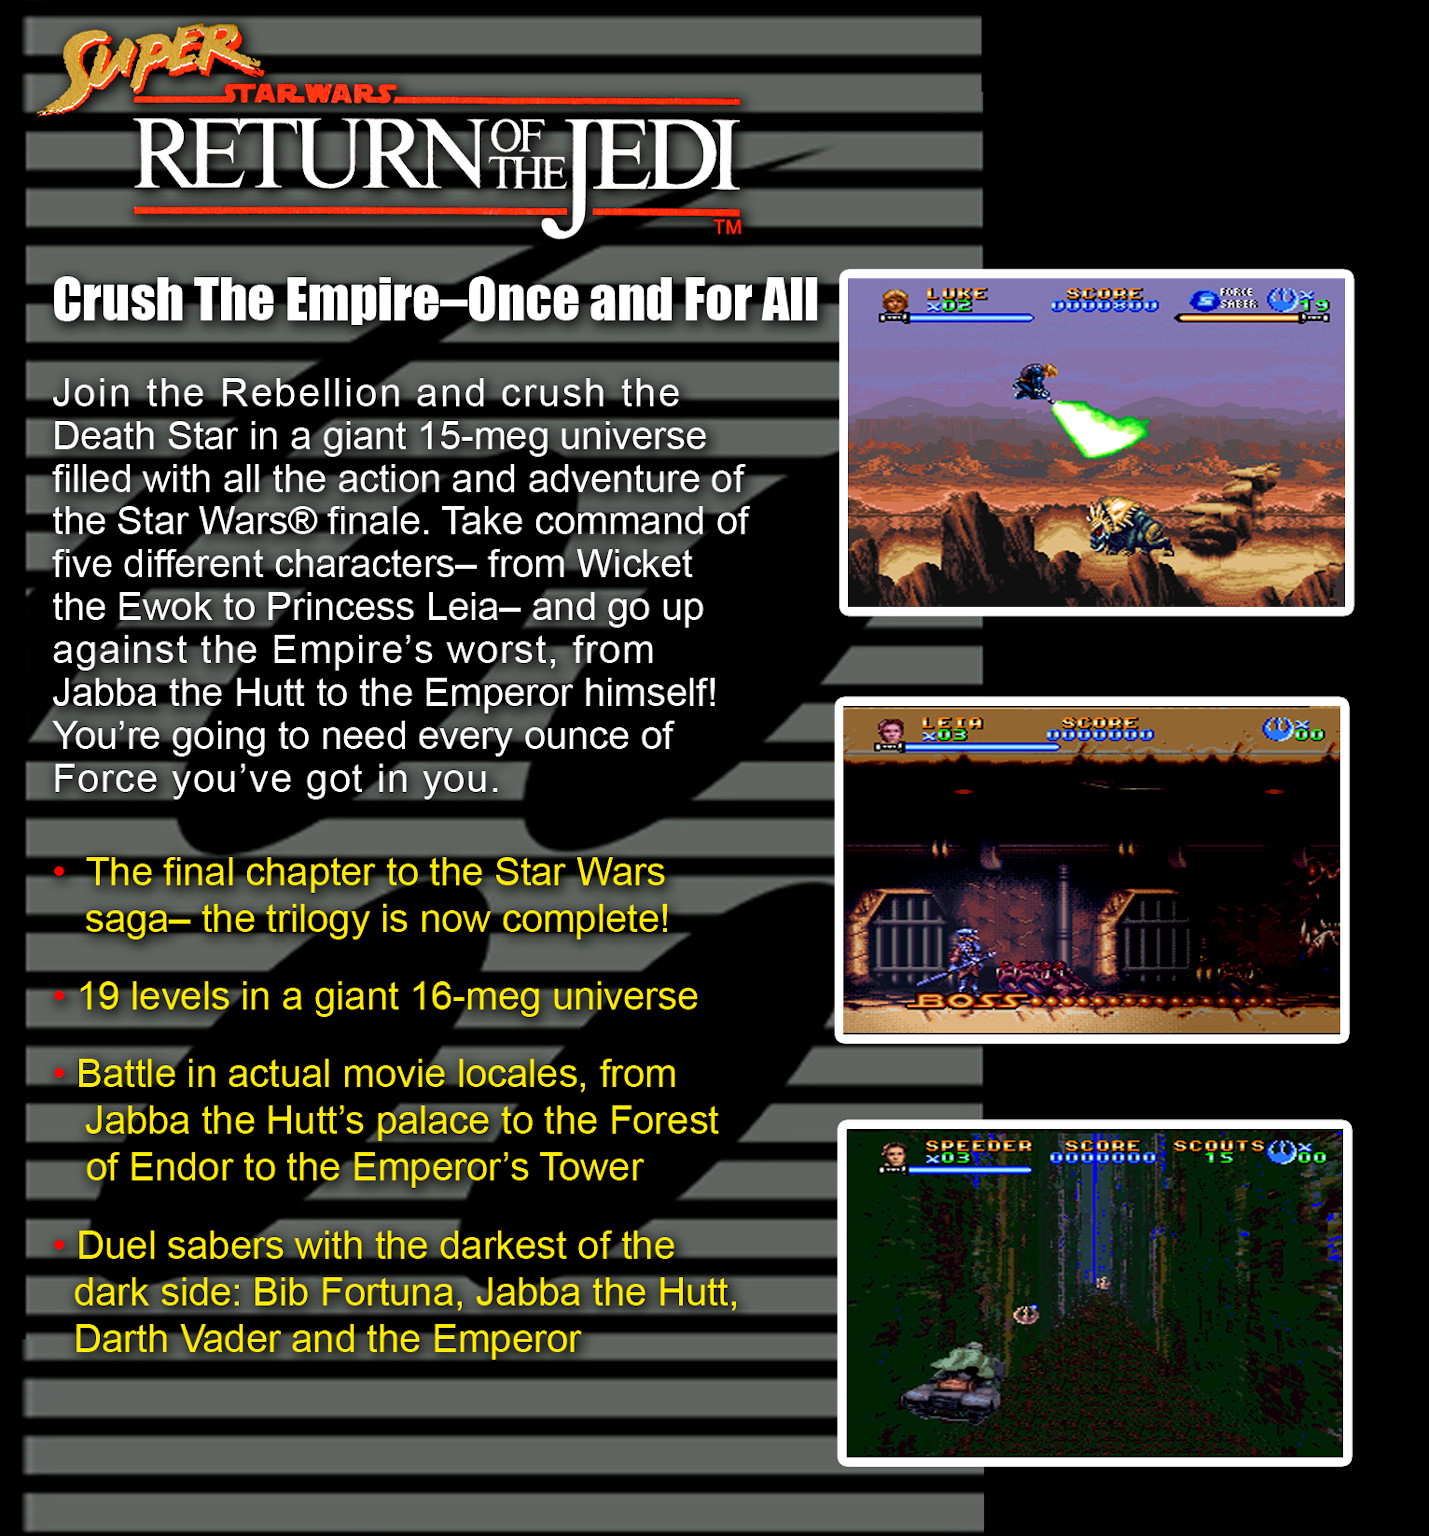 SUPER
STAR WARS
RETURN OF THE JEDI
TM
Crush The Empire–Once and For All
Join the Rebellion and crush the
Death Star in a giant 15-meg universe
filled with all the action and adventure of
the Star Wars® finale. Take command of
five different characters– from Wicket
the Ewok to Princess Leia– and go up
against the Empire’s worst, from
Jabba the Hutt to the Emperor himself!
You’re going to need every ounce of
Force you’ve got in you.
• The final chapter to the Star Wars
saga– the trilogy is now complete!
• 19 levels in a giant 16-meg universe
• Battle in actual movie locales, from
Jabba the Hutt’s palace to the Forest
of Endor to the Emperor’s Tower
• Duel sabers with the darkest of the
dark side: Bib Fortuna, Jabba the Hutt,
Darth Vader and the Emperor
LUKE SCORE S FORCE SABER x
x02 0000300 19
LEIA SCORE x
x03 0000000 00
BOSS
SPEEDER SCORE SCOUTS x
x03 0000000 15 00